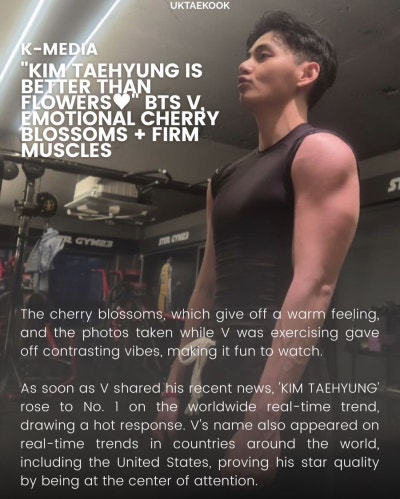 UKTAEKOOK
K-MEDIA
"KIM TAEHYUNG IS
BETTER THAN
FLOWERS♥" BTS V,
EMOTIONAL CHERRY
BLOSSOMS + FIRM
MUSCLES
GYM23
The cherry blossoms, which give off a warm feeling,
and the photos taken while V was exercising gave
off contrasting vibes, making it fun to watch.
As soon as V shared his recent news, 'KIM TAEHYUNG'
rose to No. 1 on the worldwide real-time trend,
drawing a hot response. V's name also appeared on
real-time trends in countries around the world,
including the United States, proving his star quality
by being at the center of attention.